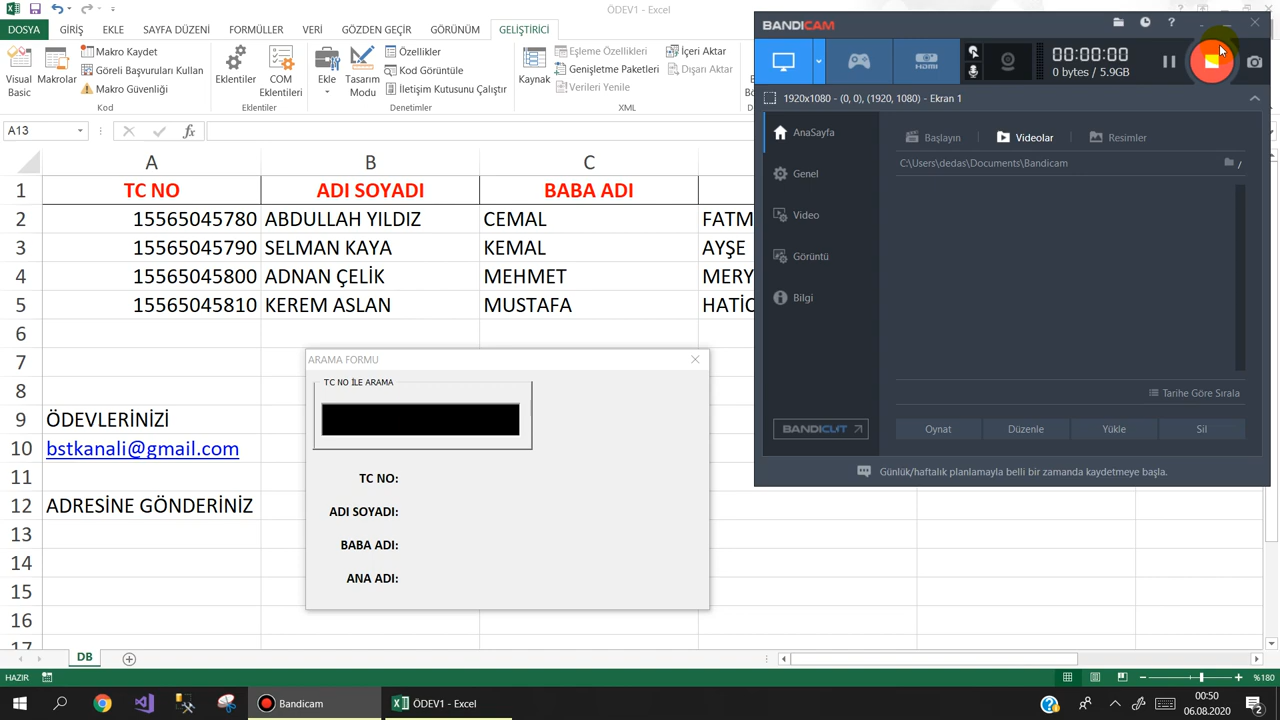 ÖDEV1 - Excel
DOSYA GİRİŞ EKLE SAYFA DÜZENİ FORMÜLLER VERİ GÖZDEN GEÇİR GÖRÜNÜM GELİŞTİRİCİ
Visual Basic
Makrolar
Makro Kaydet
Göreli Başvuruları Kullan
Makro Güvenliği
Kod
Eklentiler
COM Eklentileri
Eklentiler
Ekle
Tasarım Modu
Özellikler
Kod Görüntüle
İletişim Kutusunu Çalıştır
Denetimler
Kaynak
Eşleme Özellikleri
Genişletme Paketleri
Verileri Yenile
İçeri Aktar
Dışarı Aktar
XML
A13
fx
A B C
1 TC NO ADI SOYADI BABA ADI
2 15565045780 ABDULLAH YILDIZ CEMAL FATM
3 15565045790 SELMAN KAYA KEMAL AYŞE
4 15565045800 ADNAN ÇELİK MEHMET MERY
5 15565045810 KEREM ASLAN MUSTAFA HATİC
6
7
8
9 ÖDEVLERİNİZİ
10 bstkanali@gmail.com
11
12 ADRESİNE GÖNDERİNİZ
13
14
15
16
17
ARAMA FORMU
TC NO İLE ARAMA
TC NO:
ADI SOYADI:
BABA ADI:
ANA ADI:
BANDICAM
HDMI
00:00:00
0 bytes / 5.9GB
1920x1080 - (0, 0), (1920, 1080) - Ekran 1
AnaSayfa
Genel
Video
Görüntü
Bilgi
Başlayın Videolar Resimler
C:\Users\dedas\Documents\Bandicam
/
Tarihe Göre Sırala
BANDICUT
Oynat Düzenle Yükle Sil
Günlük/haftalık planlamayla belli bir zamanda kaydetmeye başla.
DB
HAZIR
%180
Bandicam
ÖDEV1 - Excel
00:50
06.08.2020
2